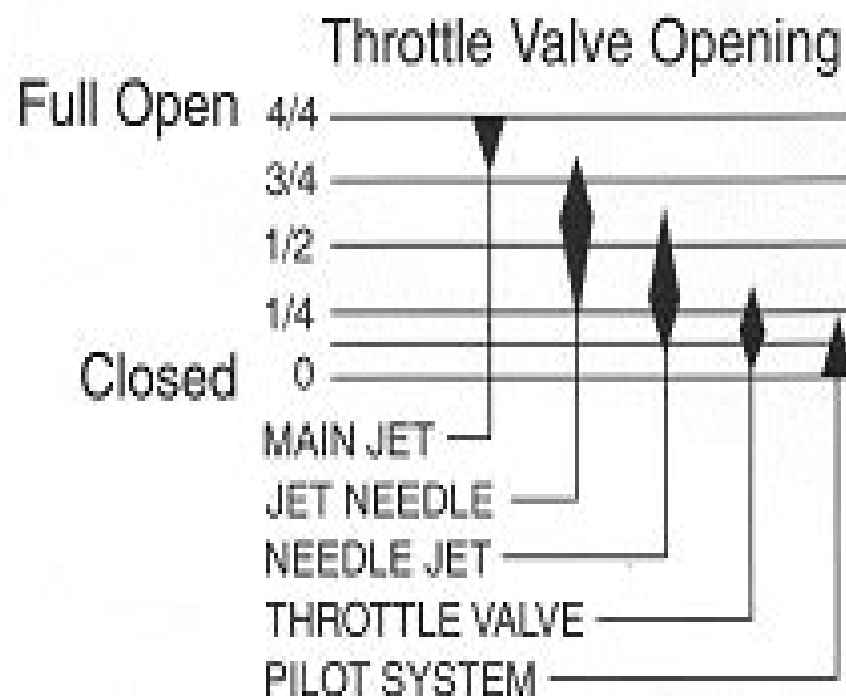 Throttle Valve Opening
Full Open 4/4
3/4
1/2
1/4
Closed 0
MAIN JET
JET NEEDLE
NEEDLE JET
THROTTLE VALVE
PILOT SYSTEM